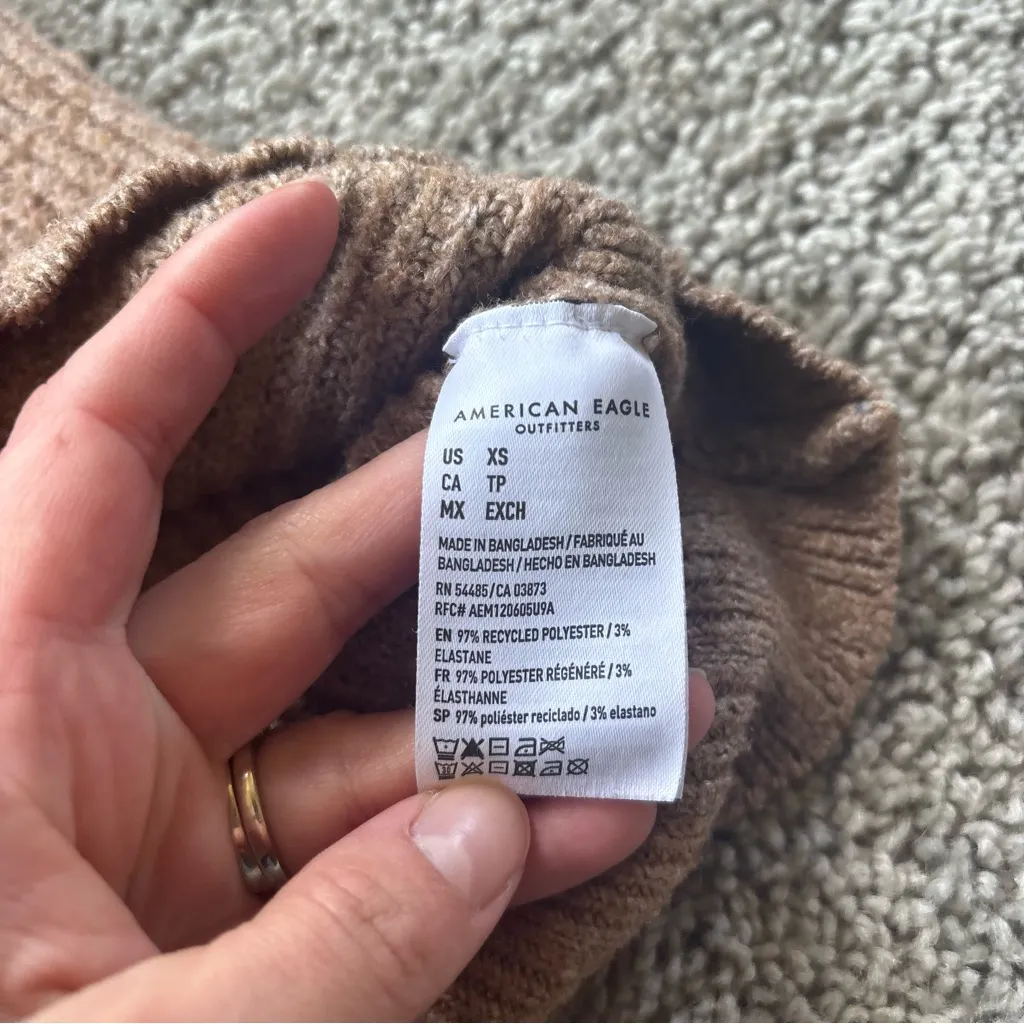 AMERICAN EAGLE
OUTFITTERS
US XS
CA TP
MX EXCH
MADE IN BANGLADESH / FABRIQUÉ AU
BANGLADESH / HECHO EN BANGLADESH
RN 54485/CA 03873
RFC# AEM120605U9A
EN 97% RECYCLED POLYESTER / 3%
ELASTANE
FR 97% POLYESTER RÉGÉNÉRÉ / 3%
ÉLASTHANNE
SP 97% poliéster reciclado / 3% elastano